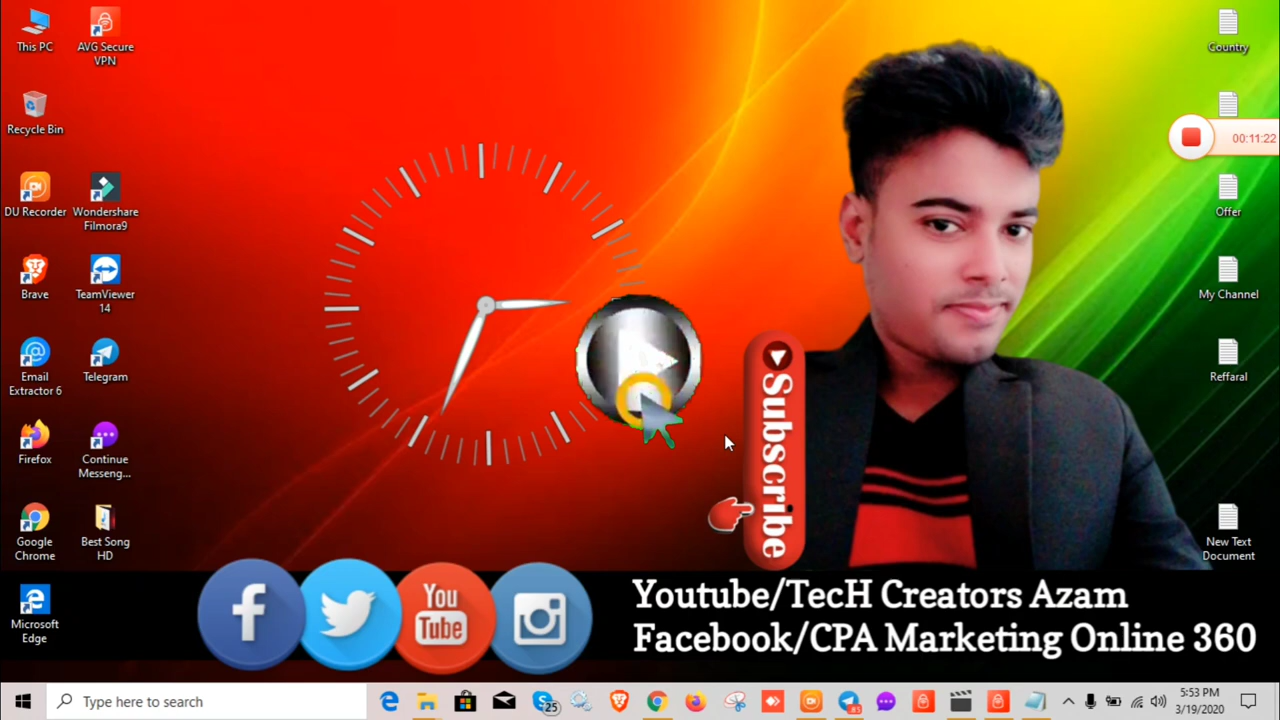 This PC
AVG Secure
VPN
Country
Recycle Bin
00:11:22
DU Recorder
Wondershare
Filmora9
Offer
Brave
TeamViewer
14
My Channel
Email
Extractor 6
Telegram
Reffaral
Subscribe
Firefox
Continue
Messeng...
Google
Chrome
Best Song
HD
New Text
Document
Microsoft
Edge
f
You
Tube
Youtube/TecH Creators Azam
Facebook/CPA Marketing Online 360
Type here to search
25
85
5:53 PM
3/19/2020